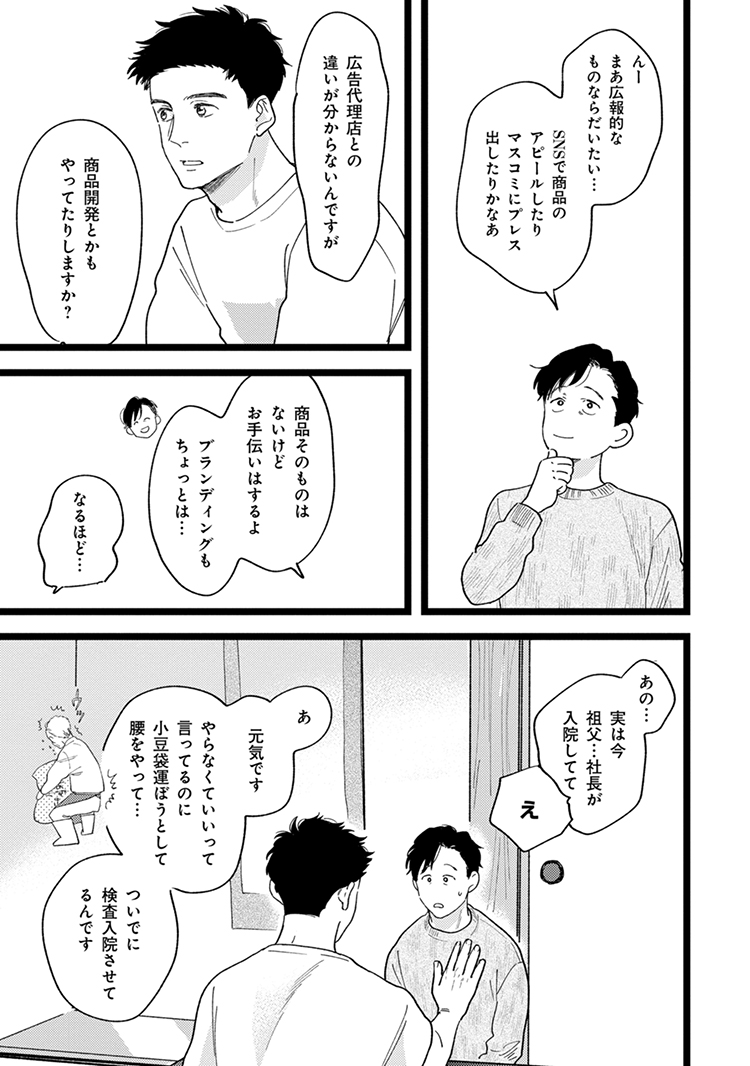 んー
まあ広報的な
ものならだいたい…
SNSで商品の
アピールしたり
マスコミにプレス
出したりかなあ
広告代理店との
違いが分からないんですが
商品開発とかも
やってたりしますか?
商品そのものは
ないけど
お手伝いはするよ
ブランディングも
ちょっとは…
なるほど…
あの…
実は今
祖父…社長が
入院してて
え
あ
元気です
やらなくていいって
言ってるのに
小豆袋運ぼうとして
腰をやって…
ウッ
ついでに
検査入院させて
るんです